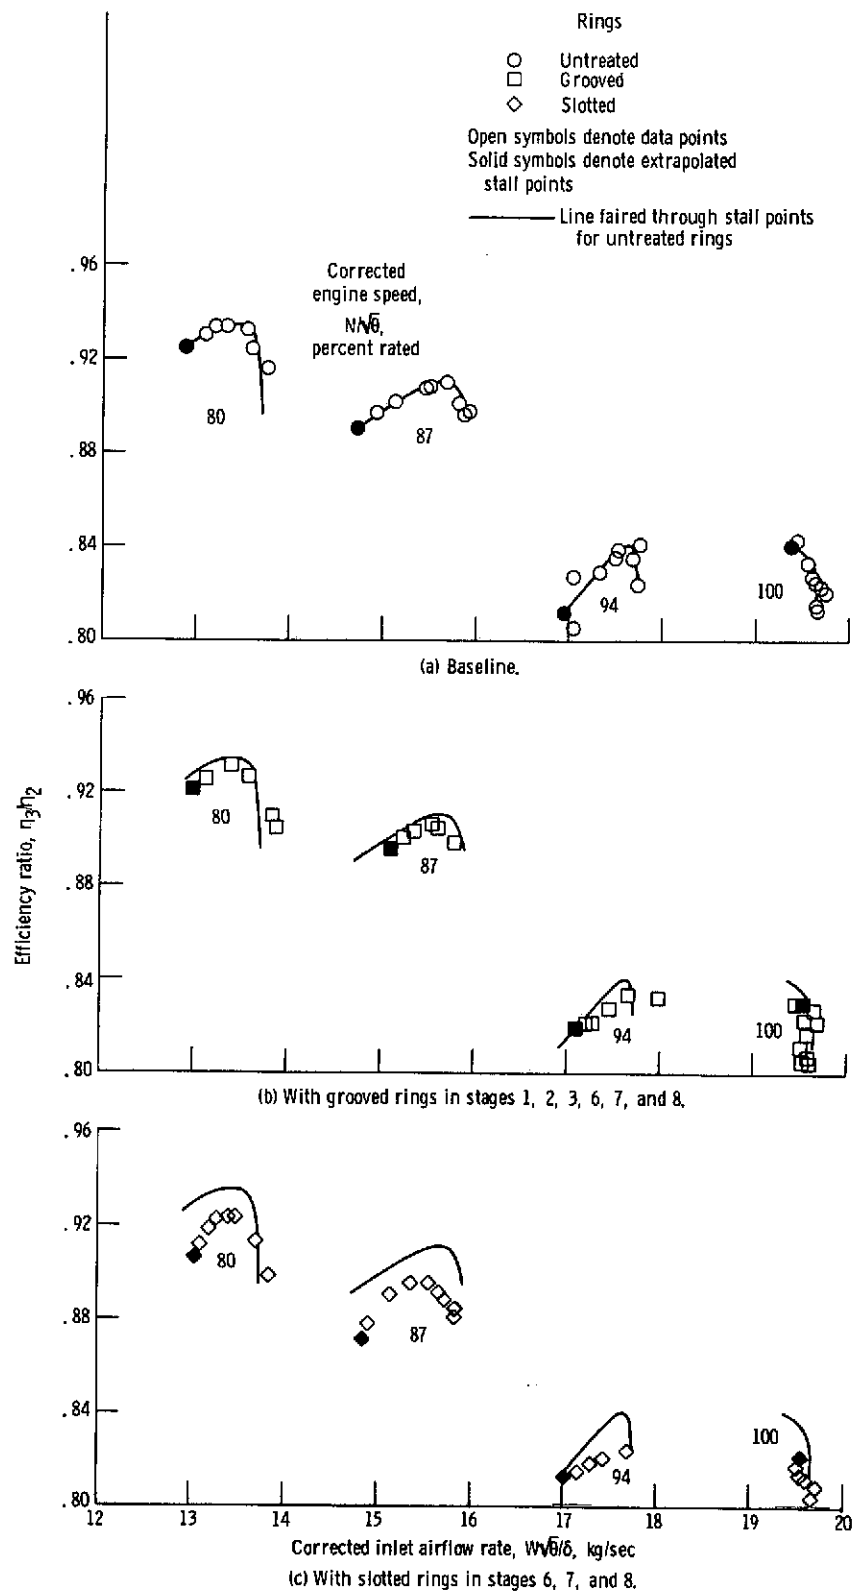 Rings
Untreated
Grooved
Slotted
Open symbols denote data points
Solid symbols denote extrapolated
stall points
Line faired through stall points
for untreated rings
.96
Corrected
engine speed,
N/√θ,
percent rated
.92
80
87
.88
.84
94
100
.80
(a) Baseline.
.96
.92
80
87
.88
.84
94
100
.80
(b) With grooved rings in stages 1, 2, 3, 6, 7, and 8.
Efficiency ratio, η3/η2
.96
.92
80
87
.88
.84
94
100
.80
12 13 14 15 16 17 18 19 20
Corrected inlet airflow rate, W√θ/δ, kg/sec
(c) With slotted rings in stages 6, 7, and 8.